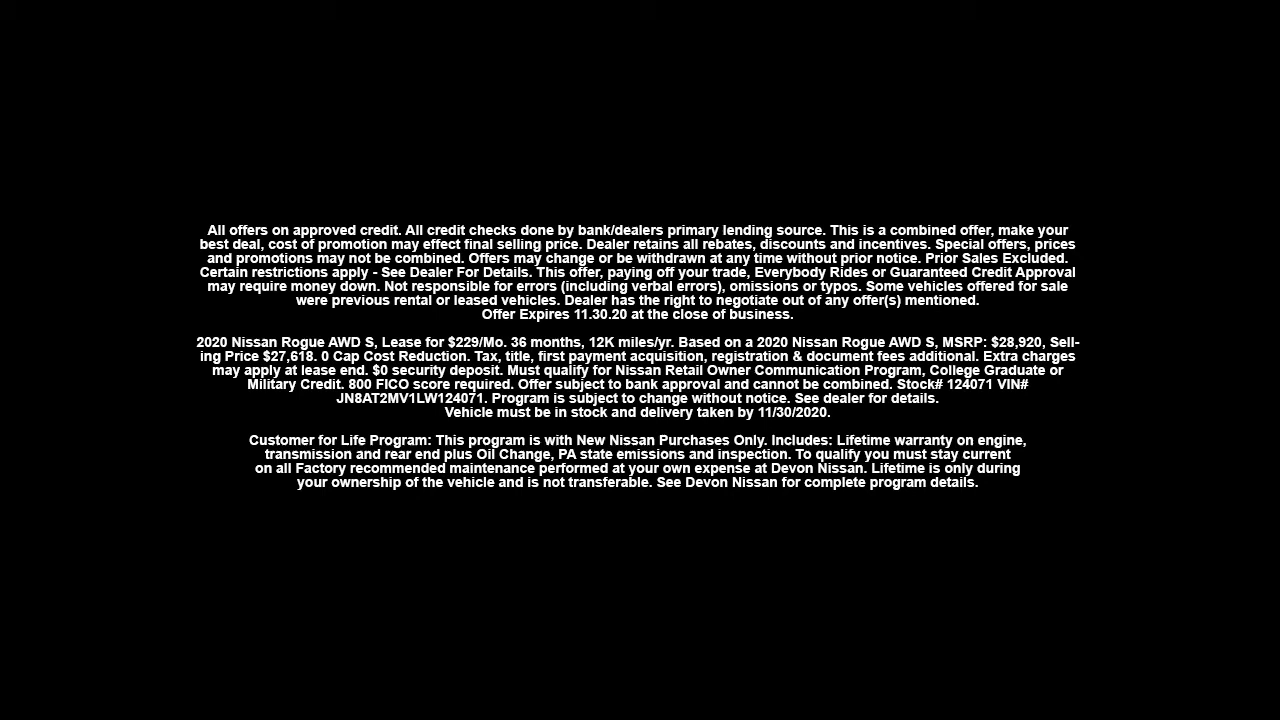 All offers on approved credit. All credit checks done by bank/dealers primary lending source. This is a combined offer, make your
best deal, cost of promotion may effect final selling price. Dealer retains all rebates, discounts and incentives. Special offers, prices
and promotions may not be combined. Offers may change or be withdrawn at any time without prior notice. Prior Sales Excluded.
Certain restrictions apply - See Dealer For Details. This offer, paying off your trade, Everybody Rides or Guaranteed Credit Approval
may require money down. Not responsible for errors (including verbal errors), omissions or typos. Some vehicles offered for sale
were previous rental or leased vehicles. Dealer has the right to negotiate out of any offer(s) mentioned.
Offer Expires 11.30.20 at the close of business.
2020 Nissan Rogue AWD S, Lease for $229/Mo. 36 months, 12K miles/yr. Based on a 2020 Nissan Rogue AWD S, MSRP: $28,920, Sell-
ing Price $27,618. 0 Cap Cost Reduction. Tax, title, first payment acquisition, registration & document fees additional. Extra charges
may apply at lease end. $0 security deposit. Must qualify for Nissan Retail Owner Communication Program, College Graduate or
Military Credit. 800 FICO score required. Offer subject to bank approval and cannot be combined. Stock# 124071 VIN#
JN8AT2MV1LW124071. Program is subject to change without notice. See dealer for details.
Vehicle must be in stock and delivery taken by 11/30/2020.
Customer for Life Program: This program is with New Nissan Purchases Only. Includes: Lifetime warranty on engine,
transmission and rear end plus Oil Change, PA state emissions and inspection. To qualify you must stay current
on all Factory recommended maintenance performed at your own expense at Devon Nissan. Lifetime is only during
your ownership of the vehicle and is not transferable. See Devon Nissan for complete program details.